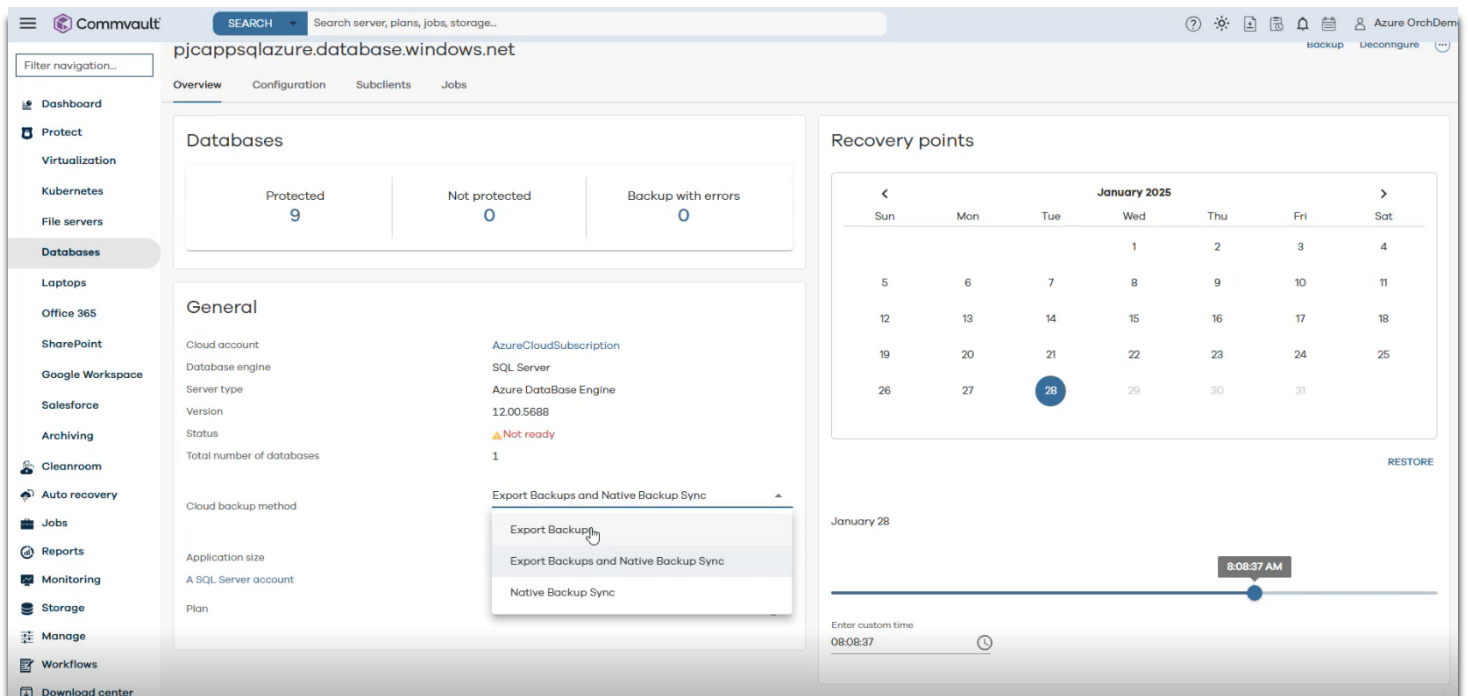 Commvault
SEARCH Search server, plans, jobs, storage...
Azure OrchDem
Filter navigation...
Dashboard
Protect
Virtualization
Kubernetes
File servers
Databases
Laptops
Office 365
SharePoint
Google Workspace
Salesforce
Archiving
Cleanroom
Auto recovery
Jobs
Reports
Monitoring
Storage
Manage
Workflows
Download center
pjcappsqlazure.database.windows.net
Backup Deconfigure
Overview Configuration Subclients Jobs
Databases
Protected Not protected Backup with errors
9 0 0
General
Cloud account AzureCloudSubscription
Database engine SQL Server
Server type Azure DataBase Engine
Version 12.00.5688
Status Not ready
Total number of databases 1
Cloud backup method Export Backups and Native Backup Sync
Export Backups
Export Backups and Native Backup Sync
Native Backup Sync
Application size
A SQL Server account
Plan
Recovery points
January 2025
Sun Mon Tue Wed Thu Fri Sat
1 2 3 4
5 6 7 8 9 10 11
12 13 14 15 16 17 18
19 20 21 22 23 24 25
26 27 28 29 30 31
RESTORE
January 28
8:08:37 AM
Enter custom time
08:08:37